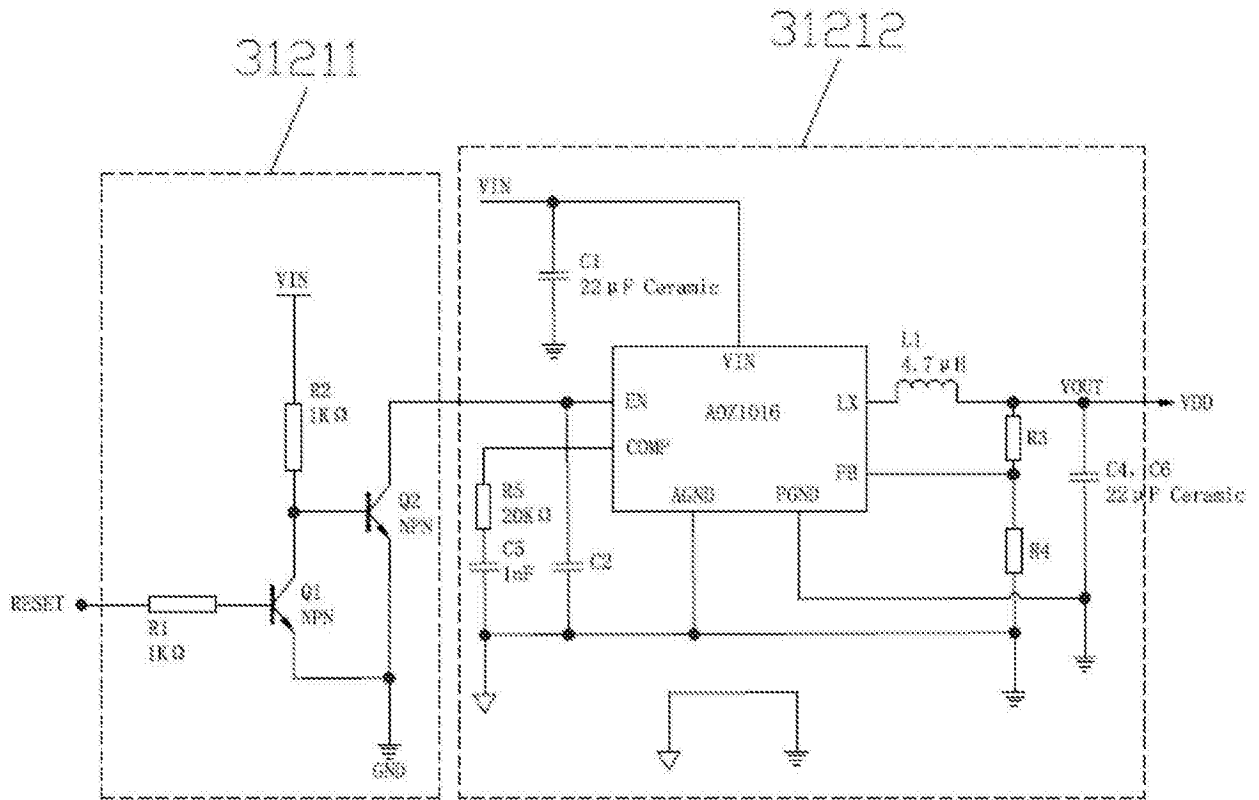 31211
31212
VIN
C1
22μF Ceramic
VIN
R2
1KΩ
VIN
EN
AOZ1016
LX
COMP
FB
AGND
PGND
L1
4.7μH
VOUT
VDD
R3
C4, C6
22μF Ceramic
R4
Q2
NPN
R5
20KΩ
C5
1nF
C2
RESET
R1
1KΩ
Q1
NPN
GND